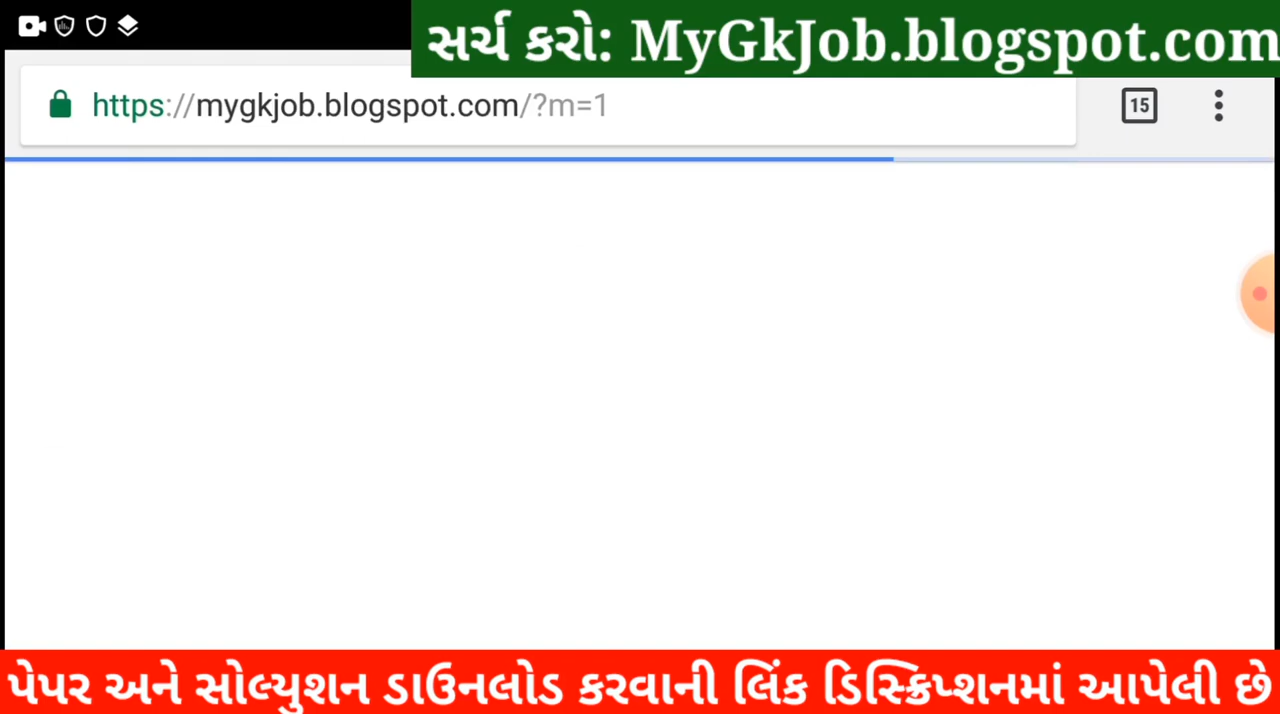 સર્ચ કરો: MyGkJob.blogspot.com
https://mygkjob.blogspot.com/?m=1
15
પેપર અને સોલ્યુશન ડાઉનલોડ કરવાની લિંક ડિસ્ક્રિપ્શનમાં આપેલી છે